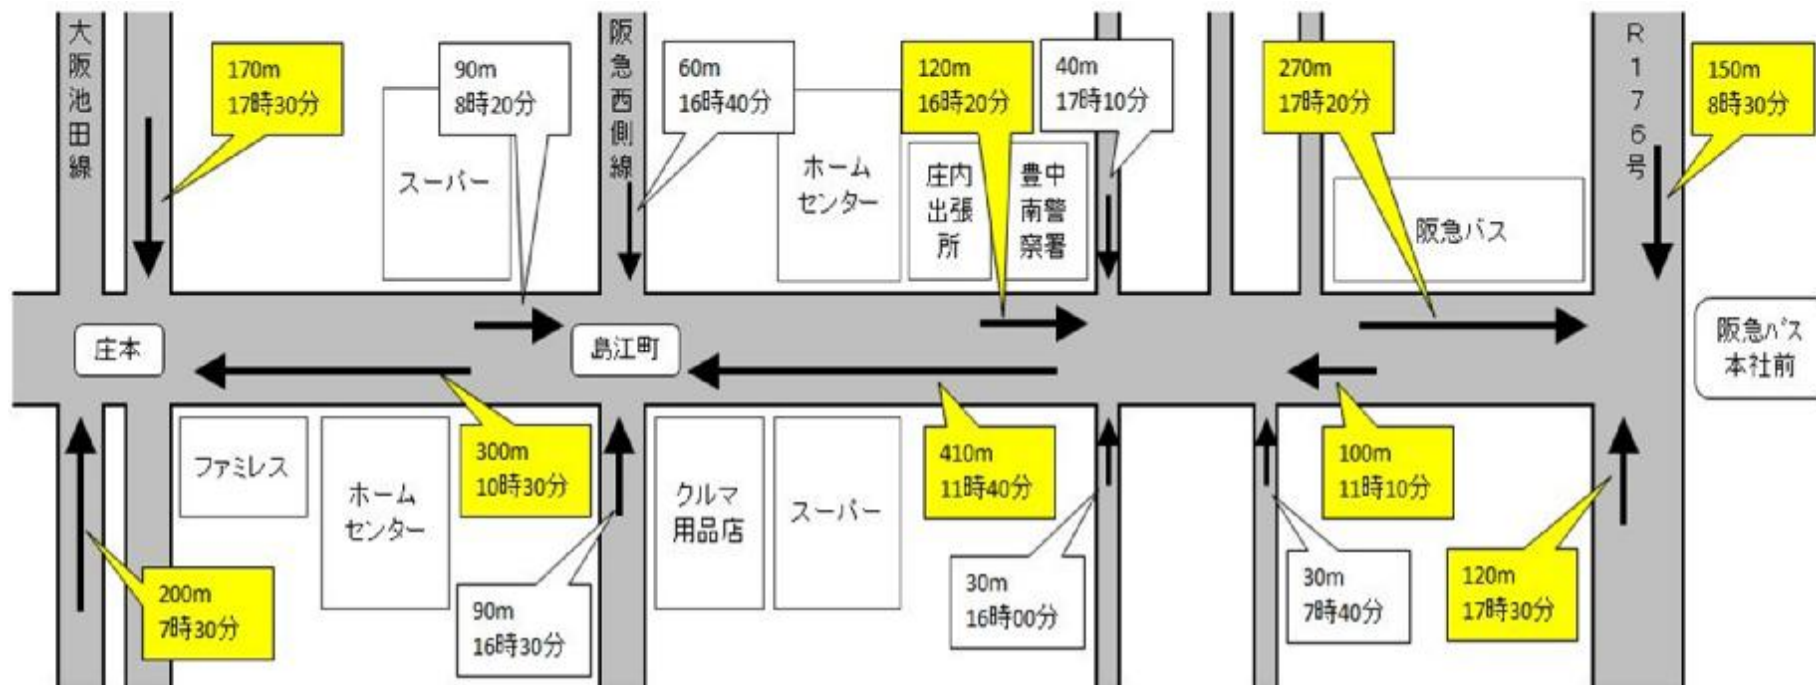 大阪池田線
170m
17時30分
90m
8時20分
阪急西側線
60m
16時40分
120m
16時20分
40m
17時10分
270m
17時20分
R176号
150m
8時30分
スーパー
ホーム
センター
庄内
出張
所
豊中
南警
察署
阪急バス
庄本
島江町
阪急バス
本社前
ファミレス
ホーム
センター
300m
10時30分
クルマ
用品店
スーパー
410m
11時40分
100m
11時10分
200m
7時30分
90m
16時30分
30m
16時00分
30m
7時40分
120m
17時30分